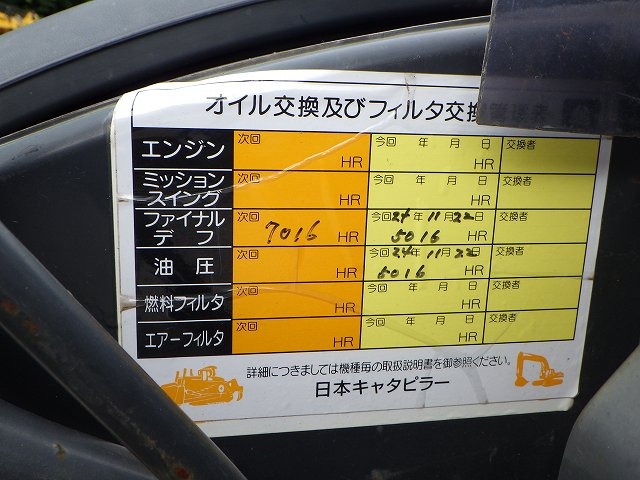 オイル交換及びフィルタ交換管理表
エンジン 次回 HR 今回 年 月 日 HR 交換者
ミッション スイング 次回 HR 今回 年 月 日 HR 交換者
ファイナル デフ 次回 7016 HR 今回 24年 11月 22日 5016 HR 交換者
油圧 次回 HR 今回 24年 11月 22日 6016 HR 交換者
燃料フィルタ 次回 HR 今回 年 月 日 HR 交換者
エアーフィルタ 次回 HR 今回 年 月 日 HR 交換者
詳細につきましては機種毎の取扱説明書を御参照ください。
日本キャタピラー